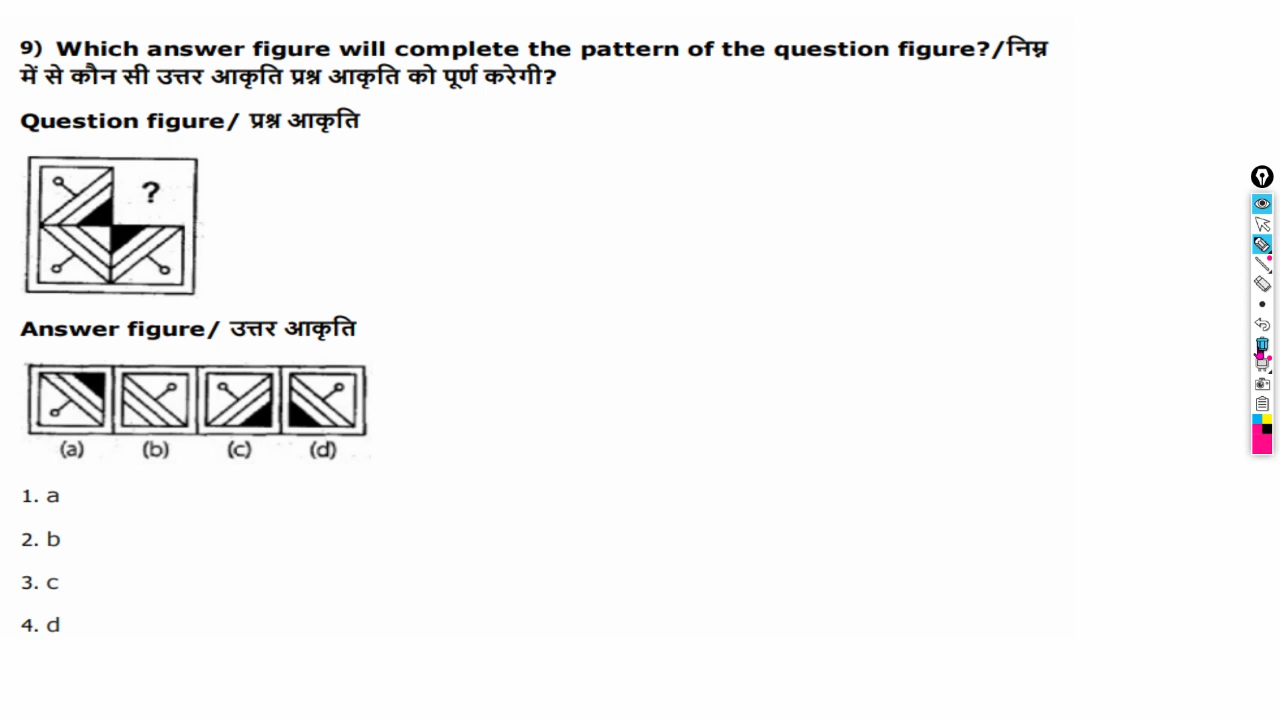 9) Which answer figure will complete the pattern of the question figure?/निम्न
में से कौन सी उत्तर आकृति प्रश्न आकृति को पूर्ण करेगी?
Question figure/ प्रश्न आकृति
?
Answer figure/ उत्तर आकृति
(a) (b) (c) (d)
1. a
2. b
3. c
4. d